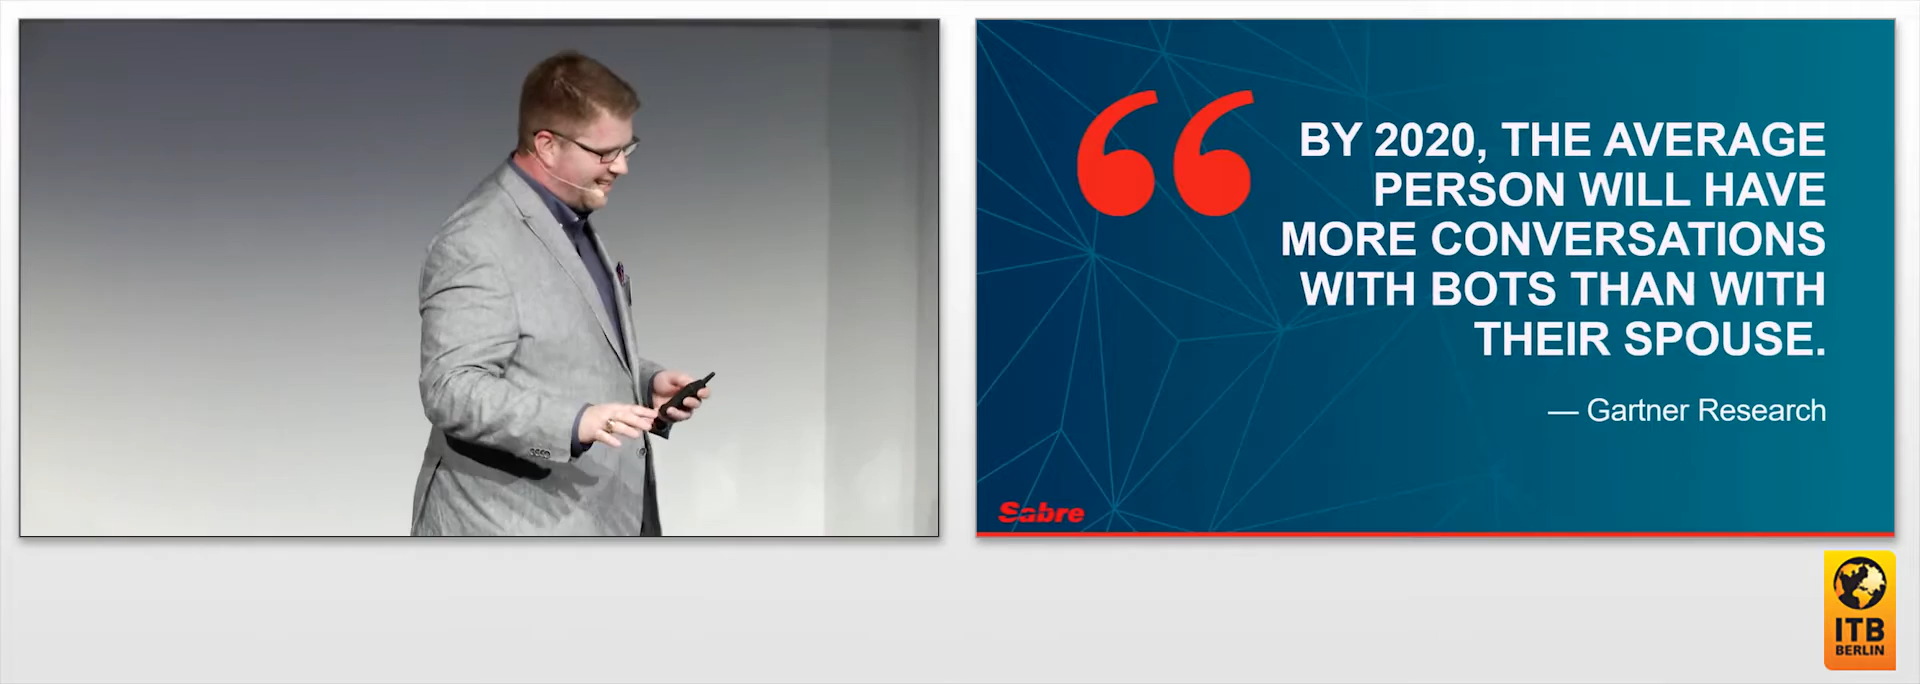 BY 2020, THE AVERAGE
PERSON WILL HAVE
MORE CONVERSATIONS
WITH BOTS THAN WITH
THEIR SPOUSE.
— Gartner Research
Sabre
ITB
BERLIN